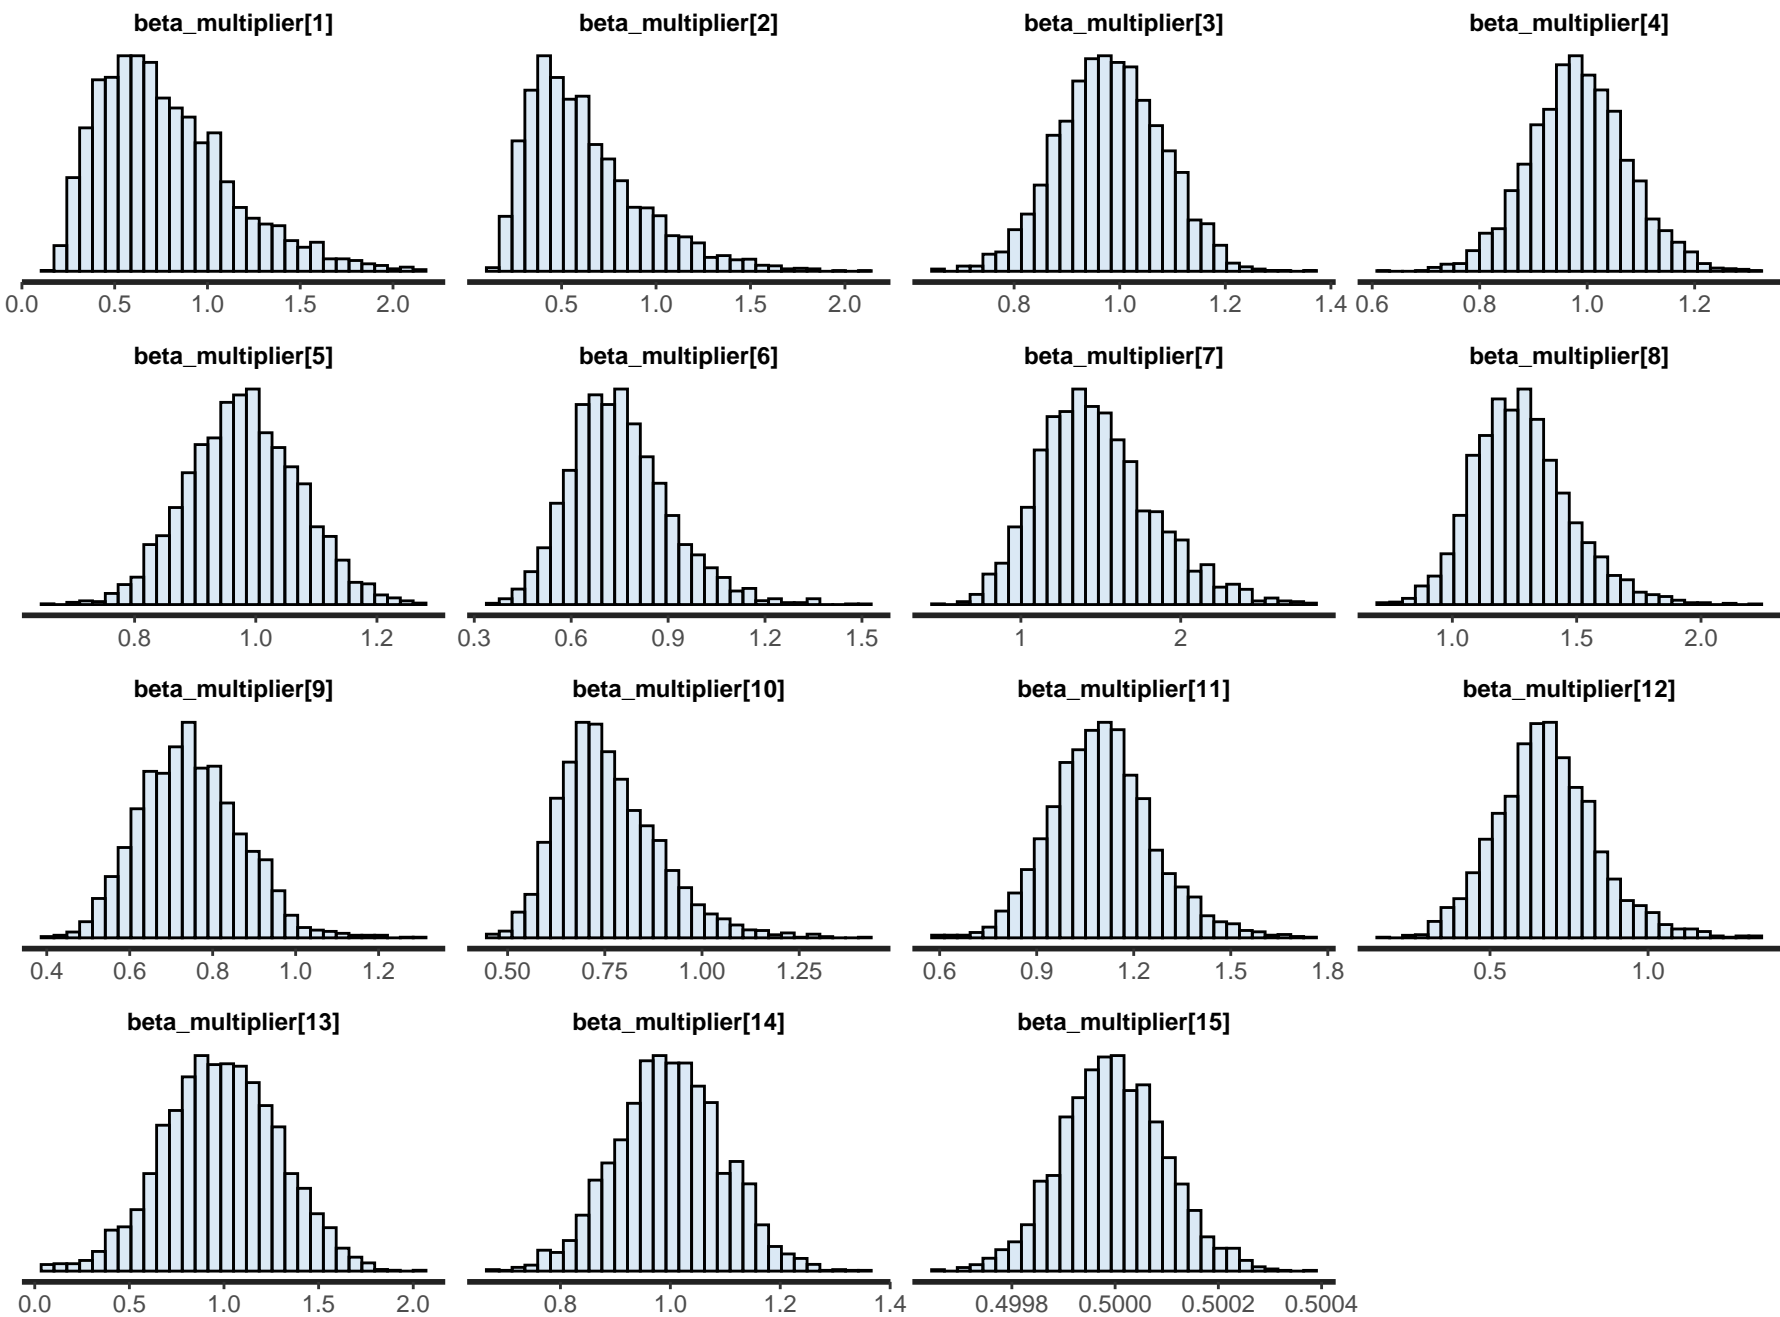 beta_multiplier[1] beta_multiplier[2] beta_multiplier[3] beta_multiplier[4]
0.0 0.5 1.0 1.5 2.0 0.5 1.0 1.5 2.0 0.8 1.0 1.2 1.4 0.6 0.8 1.0 1.2
beta_multiplier[5] beta_multiplier[6] beta_multiplier[7] beta_multiplier[8]
0.8 1.0 1.2 0.3 0.6 0.9 1.2 1.5 1 2 1.0 1.5 2.0
beta_multiplier[9] beta_multiplier[10] beta_multiplier[11] beta_multiplier[12]
0.4 0.6 0.8 1.0 1.2 0.50 0.75 1.00 1.25 0.6 0.9 1.2 1.5 1.8 0.5 1.0
beta_multiplier[13] beta_multiplier[14] beta_multiplier[15]
0.0 0.5 1.0 1.5 2.0 0.8 1.0 1.2 1.4 0.4998 0.5000 0.5002 0.5004